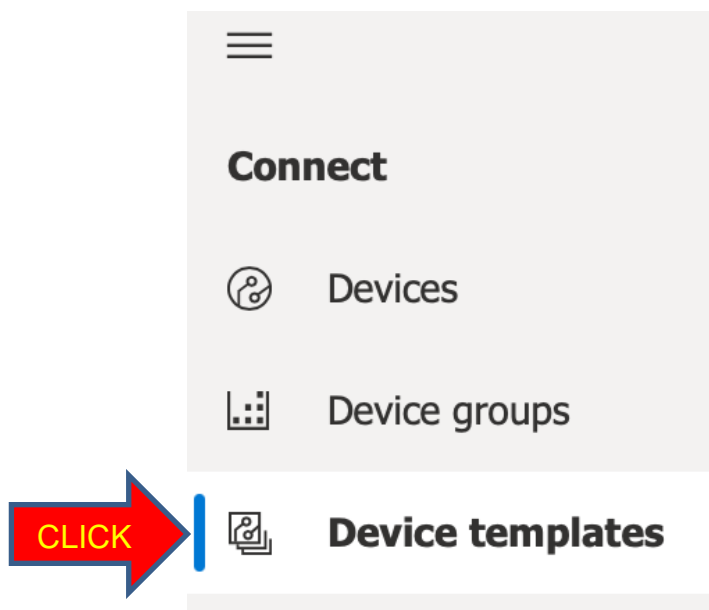 Connect
Devices
Device groups
CLICK
Device templates